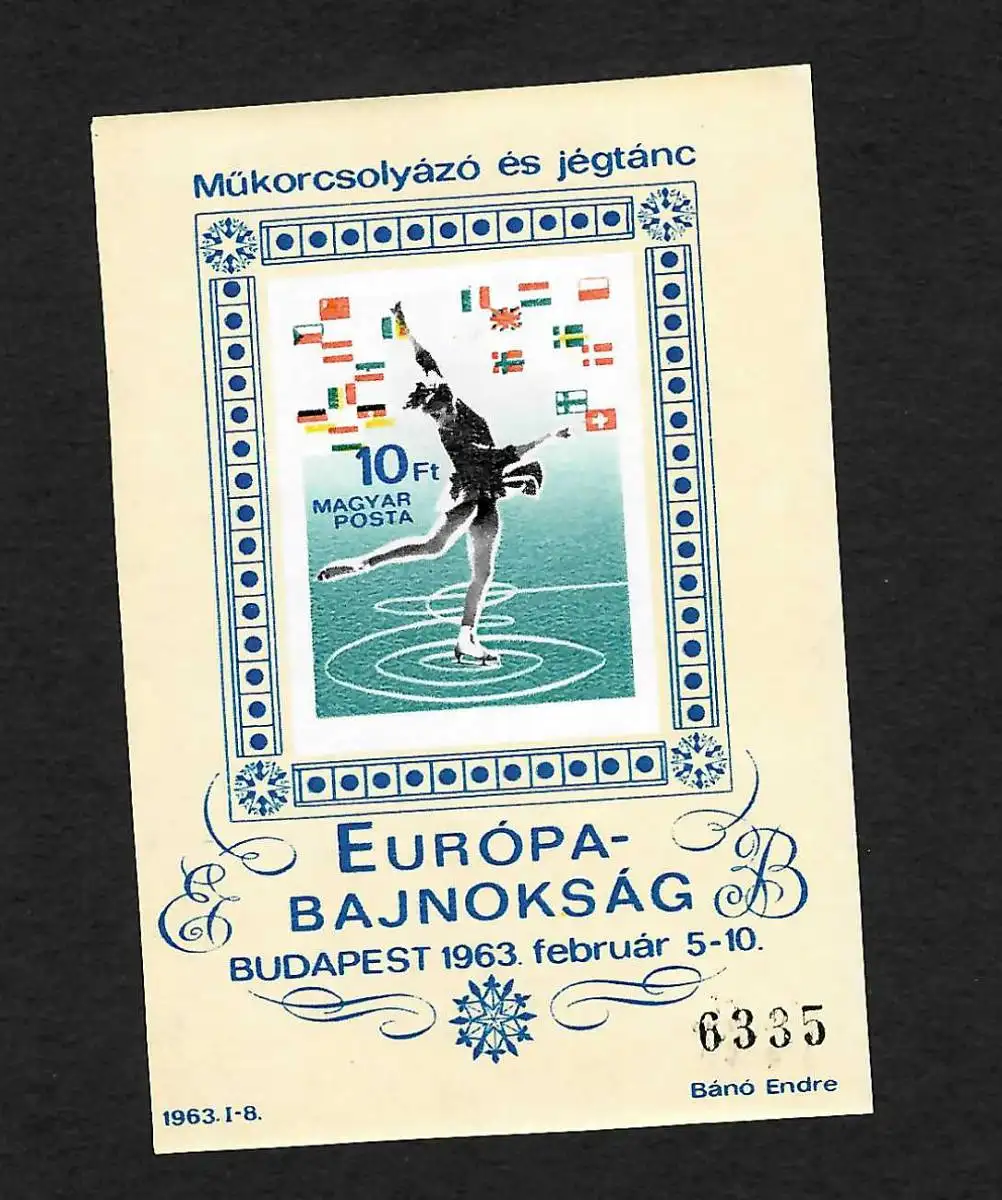 Műkorcsolyázó és jégtánc
10 Ft
MAGYAR
POSTA
EURÓPA-
BAJNOKSÁG
E B
BUDAPEST 1963. február 5-10.
6335
Bánó Endre
1963. I-8.